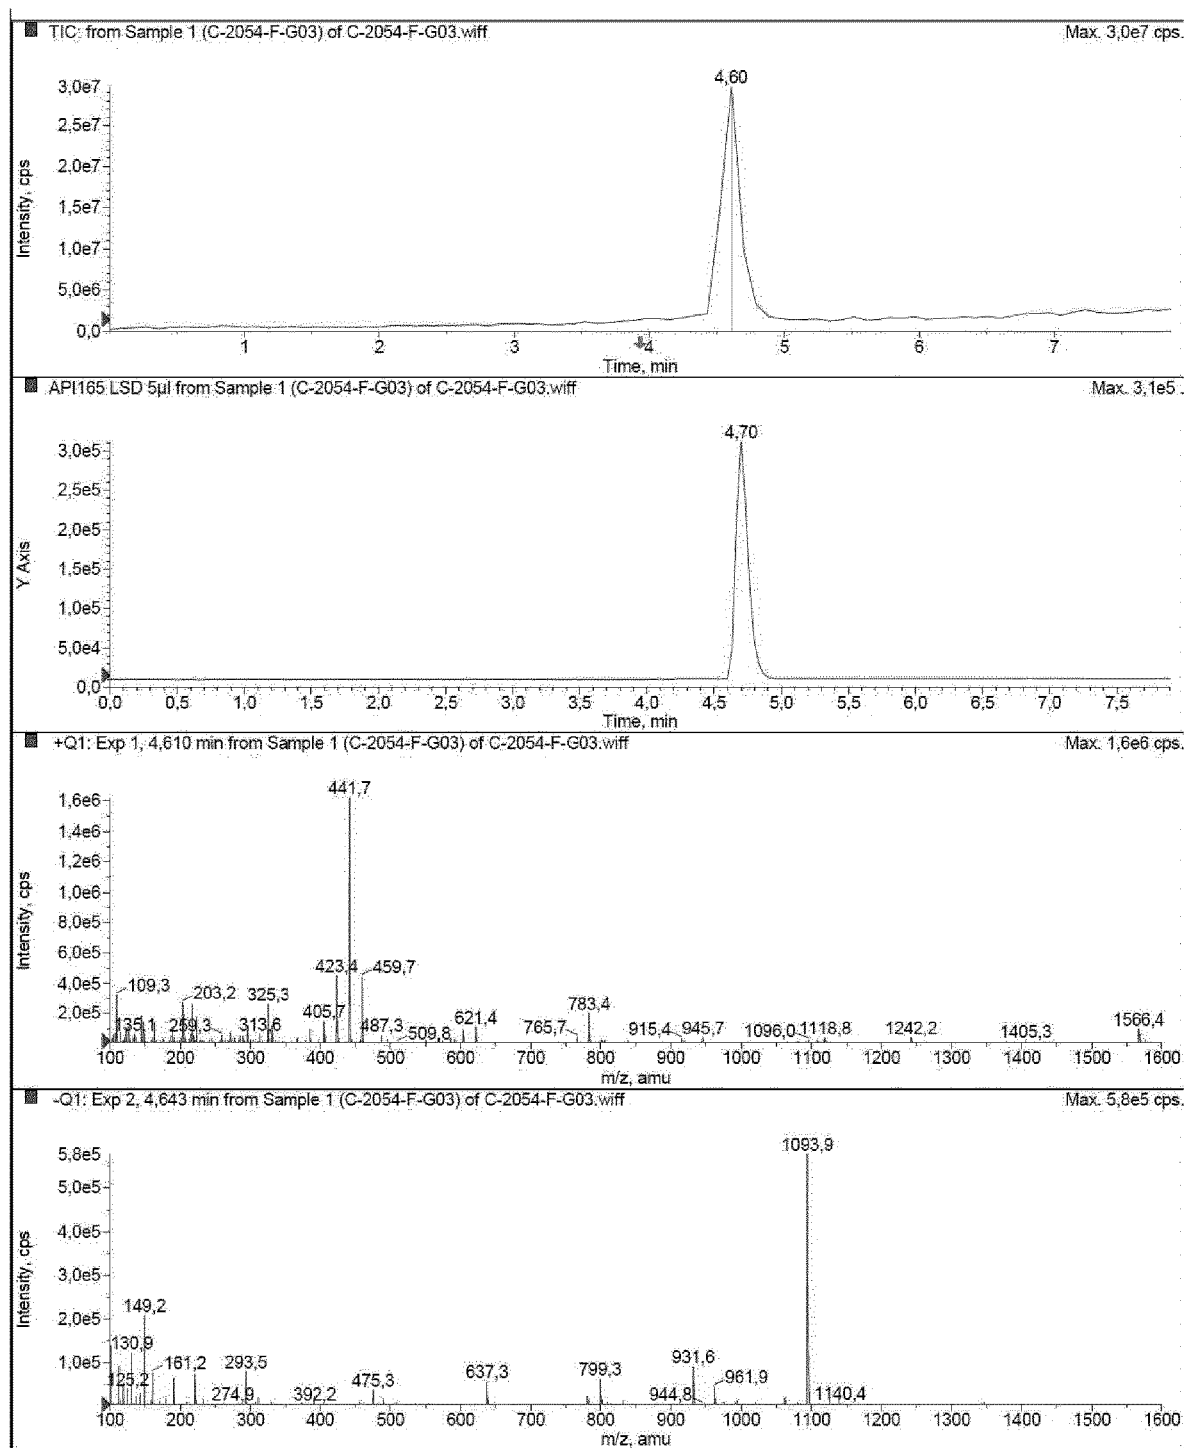 TIC: from Sample 1 (C-2054-F-G03) of C-2054-F-G03.wiff Max. 3,0e7 cps.
Intensity, cps
3,0e7
2,5e7
2,0e7
1,5e7
1,0e7
5,0e6
0,0
4,60
1 2 3 4 5 6 7
Time, min
API165 LSD 5µl from Sample 1 (C-2054-F-G03) of C-2054-F-G03.wiff Max. 3,1e5 .
Y Axis
3,0e5
2,5e5
2,0e5
1,5e5
1,0e5
5,0e4
0,0
4,70
0,0 0,5 1,0 1,5 2,0 2,5 3,0 3,5 4,0 4,5 5,0 5,5 6,0 6,5 7,0 7,5
Time, min
+Q1: Exp 1, 4,610 min from Sample 1 (C-2054-F-G03) of C-2054-F-G03.wiff Max. 1,6e6 cps.
Intensity, cps
1,6e6
1,4e6
1,2e6
1,0e6
8,0e5
6,0e5
4,0e5
2,0e5
441,7
423,4 459,7
109,3 203,2 325,3
135,1 259,3 313,6 405,7 487,3 509,8 621,4 765,7 783,4 915,4 945,7 1096,0 1118,8 1242,2 1405,3 1566,4
100 200 300 400 500 600 700 800 900 1000 1100 1200 1300 1400 1500 1600
m/z, amu
-Q1: Exp 2, 4,643 min from Sample 1 (C-2054-F-G03) of C-2054-F-G03.wiff Max. 5,8e5 cps.
Intensity, cps
5,8e5
5,0e5
4,0e5
3,0e5
2,0e5
1,0e5
1093,9
149,2
130,9
125,2 161,2 274,9 293,5 392,2 475,3 637,3 799,3 931,6 944,8 961,9 1140,4
100 200 300 400 500 600 700 800 900 1000 1100 1200 1300 1400 1500 1600
m/z, amu